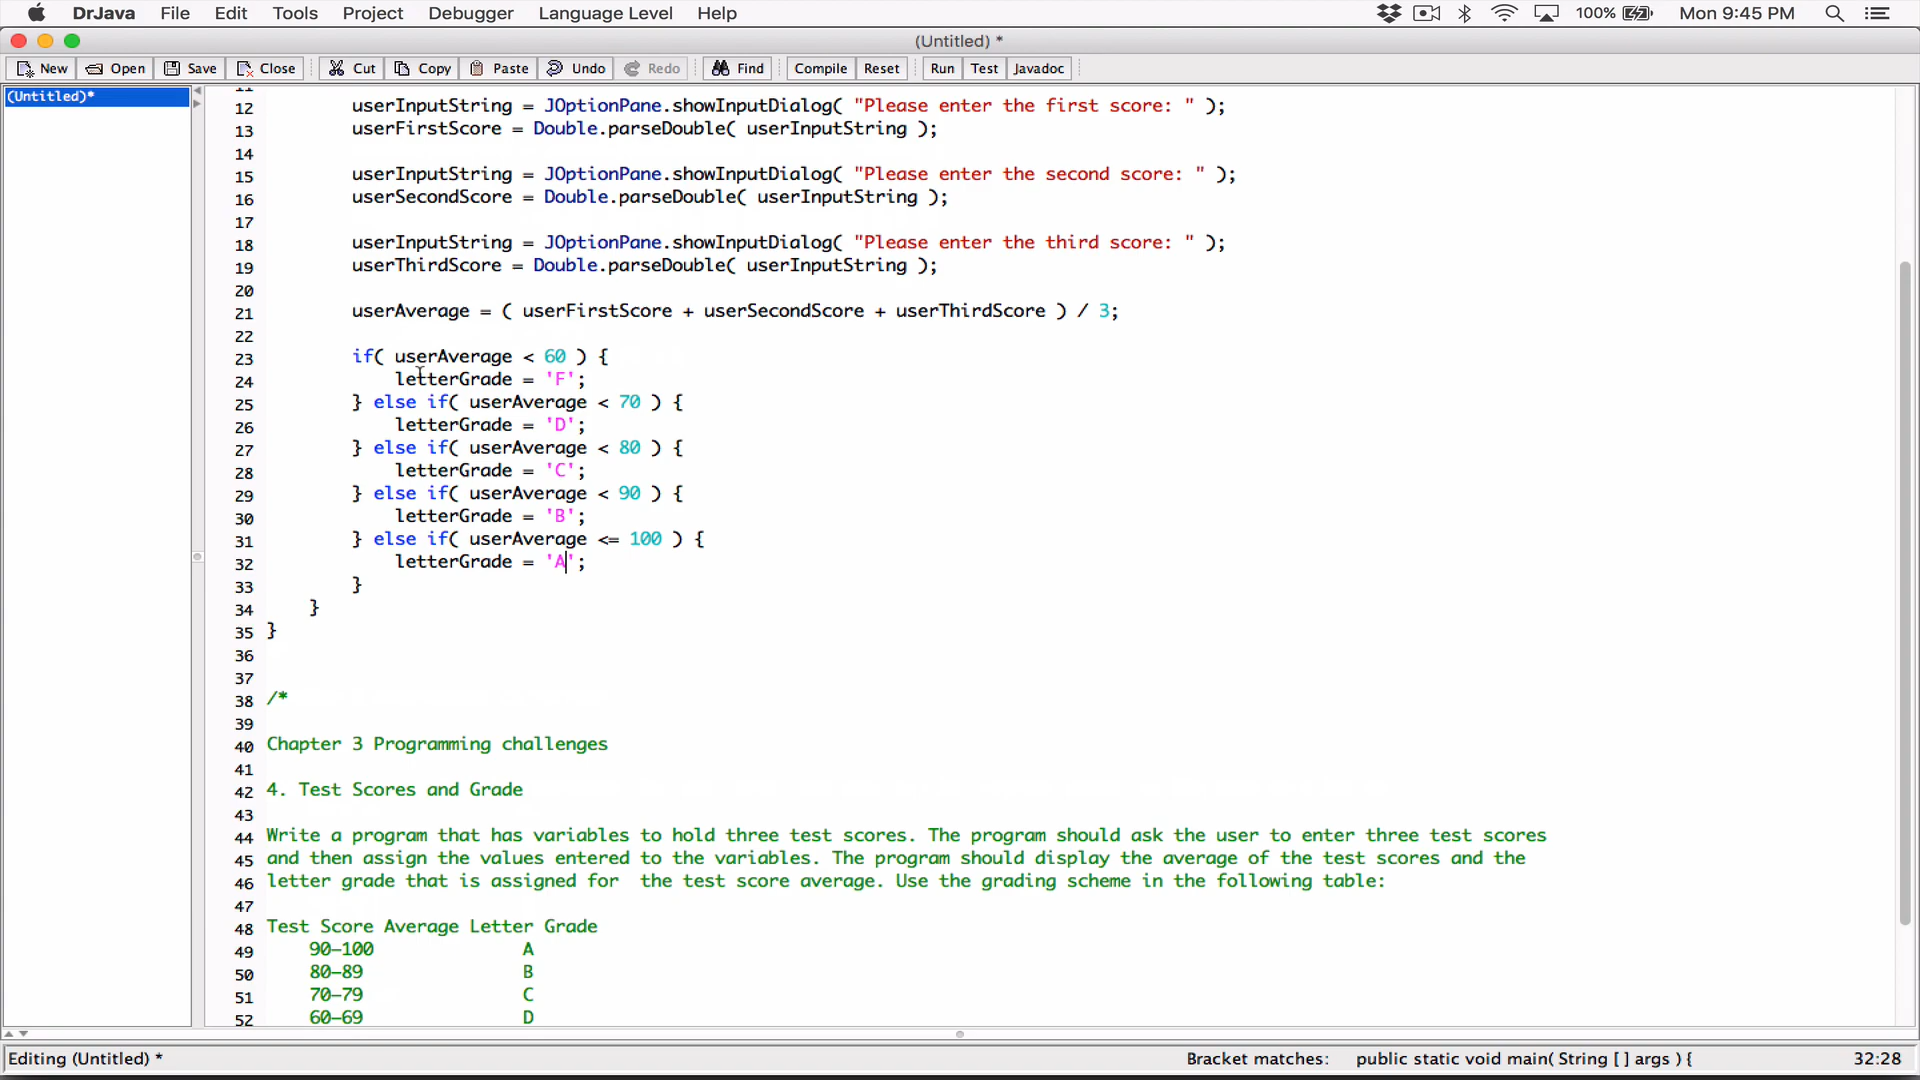 DrJava File Edit Tools Project Debugger Language Level Help 100% Mon 9:45 PM
(Untitled) *
New Open Save Close Cut Copy Paste Undo Redo Find Compile Reset Run Test Javadoc
(Untitled)*
12 userInputString = JOptionPane.showInputDialog( "Please enter the first score: " );
13 userFirstScore = Double.parseDouble( userInputString );
14
15 userInputString = JOptionPane.showInputDialog( "Please enter the second score: " );
16 userSecondScore = Double.parseDouble( userInputString );
17
18 userInputString = JOptionPane.showInputDialog( "Please enter the third score: " );
19 userThirdScore = Double.parseDouble( userInputString );
20
21 userAverage = ( userFirstScore + userSecondScore + userThirdScore ) / 3;
22
23 if( userAverage < 60 ) {
24 letterGrade = 'F';
25 } else if( userAverage < 70 ) {
26 letterGrade = 'D';
27 } else if( userAverage < 80 ) {
28 letterGrade = 'C';
29 } else if( userAverage < 90 ) {
30 letterGrade = 'B';
31 } else if( userAverage <= 100 ) {
32 letterGrade = 'A';
33 }
34 }
35 }
36
37
38 /*
39
40 Chapter 3 Programming challenges
41
42 4. Test Scores and Grade
43
44 Write a program that has variables to hold three test scores. The program should ask the user to enter three test scores
45 and then assign the values entered to the variables. The program should display the average of the test scores and the
46 letter grade that is assigned for the test score average. Use the grading scheme in the following table:
47
48 Test Score Average Letter Grade
49 90-100 A
50 80-89 B
51 70-79 C
52 60-69 D
Editing (Untitled) * Bracket matches: public static void main( String [ ] args ) { 32:28